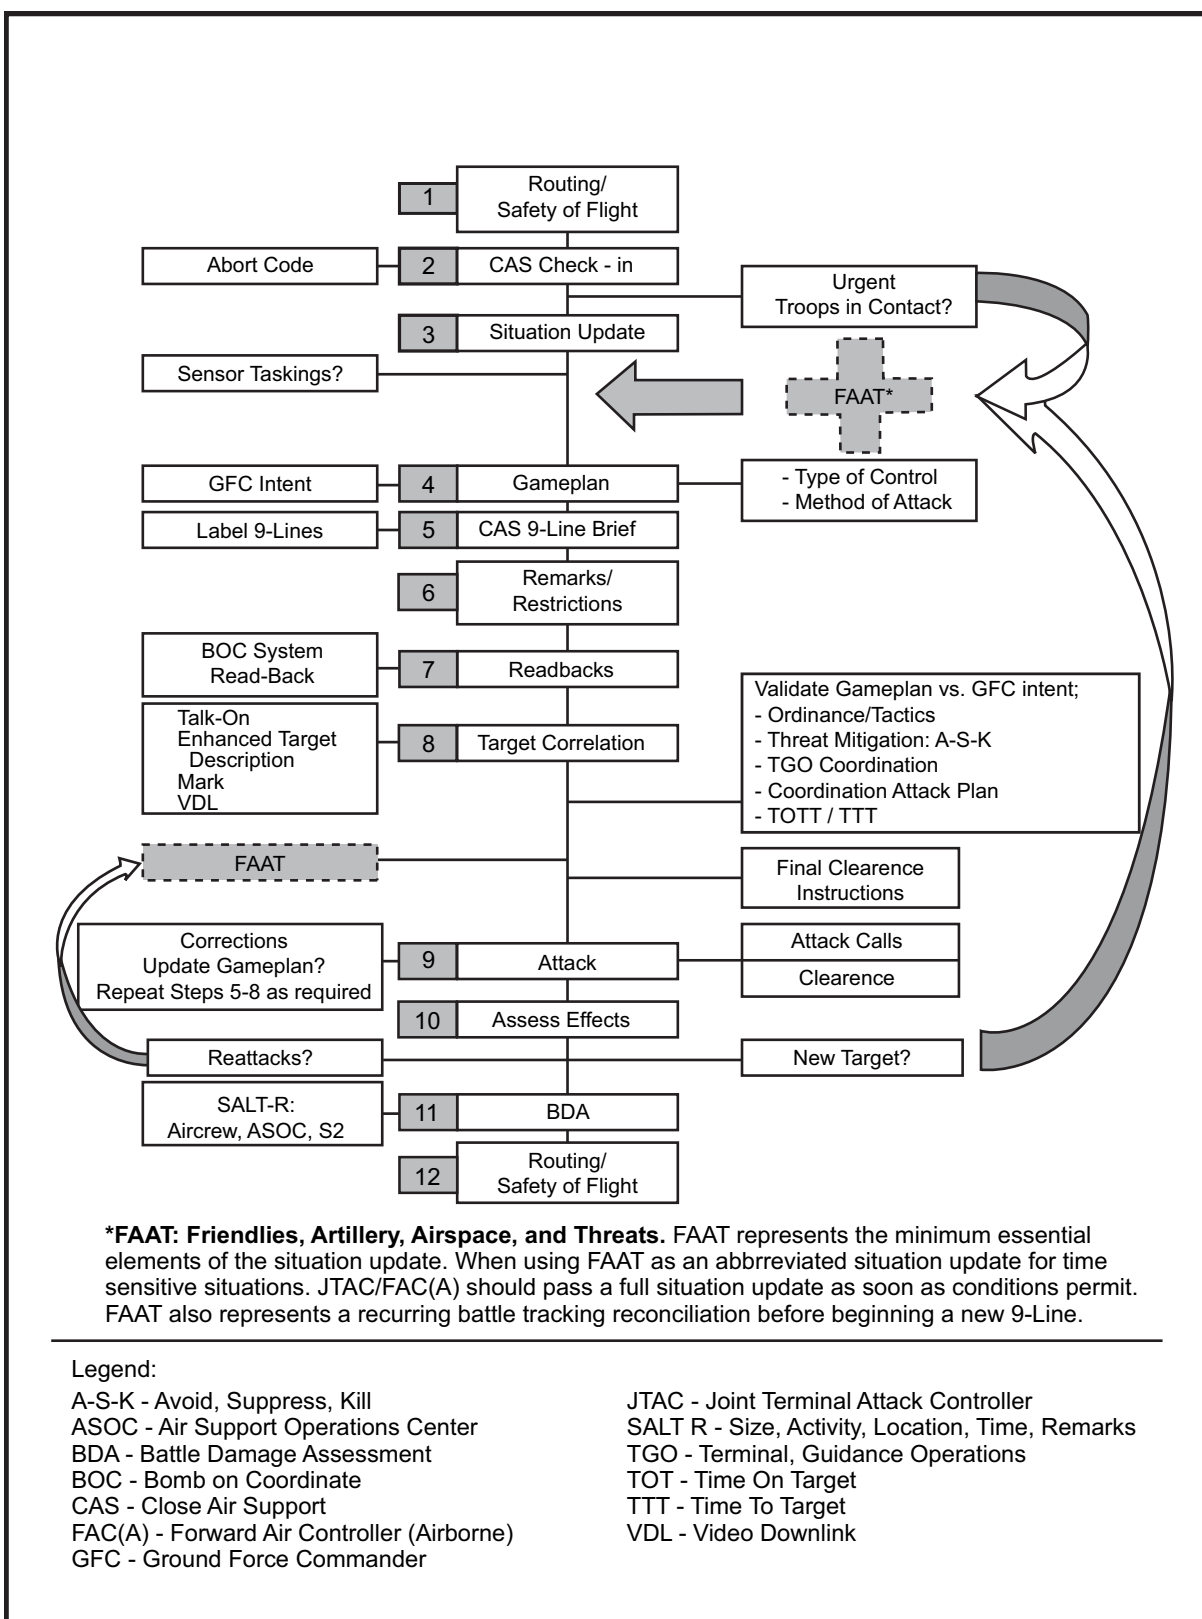 1
Routing/
Safety of Flight
Abort Code
2
CAS Check - in
Urgent
Troops in Contact?
3
Situation Update
Sensor Taskings?
FAAT*
GFC Intent
4
Gameplan
- Type of Control
- Method of Attack
Label 9-Lines
5
CAS 9-Line Brief
6
Remarks/
Restrictions
BOC System
Read-Back
7
Readbacks
Talk-On
Enhanced Target
Description
Mark
VDL
8
Target Correlation
Validate Gameplan vs. GFC intent;
- Ordinance/Tactics
- Threat Mitigation: A-S-K
- TGO Coordination
- Coordination Attack Plan
- TOTT / TTT
FAAT
Final Clearence
Instructions
Corrections
Update Gameplan?
Repeat Steps 5-8 as required
9
Attack
Attack Calls
Clearence
10
Assess Effects
Reattacks?
New Target?
SALT-R:
Aircrew, ASOC, S2
11
BDA
12
Routing/
Safety of Flight
*FAAT: Friendlies, Artillery, Airspace, and Threats. FAAT represents the minimum essential
elements of the situation update. When using FAAT as an abbrreviated situation update for time
sensitive situations. JTAC/FAC(A) should pass a full situation update as soon as conditions permit.
FAAT also represents a recurring battle tracking reconciliation before beginning a new 9-Line.
Legend:
A-S-K - Avoid, Suppress, Kill
ASOC - Air Support Operations Center
BDA - Battle Damage Assessment
BOC - Bomb on Coordinate
CAS - Close Air Support
FAC(A) - Forward Air Controller (Airborne)
GFC - Ground Force Commander
JTAC - Joint Terminal Attack Controller
SALT R - Size, Activity, Location, Time, Remarks
TGO - Terminal, Guidance Operations
TOT - Time On Target
TTT - Time To Target
VDL - Video Downlink